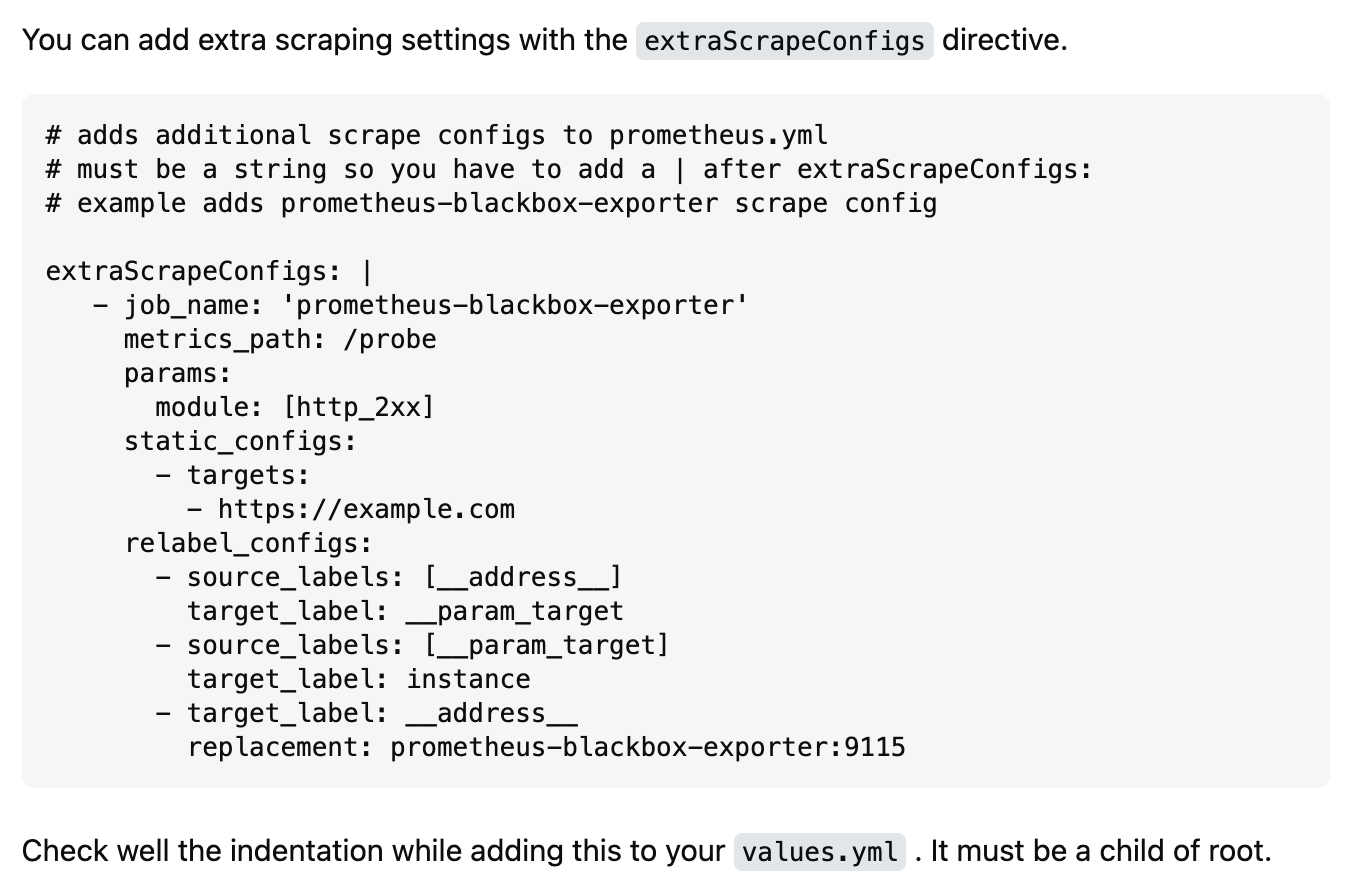 You can add extra scraping settings with the extraScrapeConfigs directive.
# adds additional scrape configs to prometheus.yml
# must be a string so you have to add a | after extraScrapeConfigs:
# example adds prometheus-blackbox-exporter scrape config
extraScrapeConfigs: |
   - job_name: 'prometheus-blackbox-exporter'
     metrics_path: /probe
     params:
       module: [http_2xx]
     static_configs:
       - targets:
         - https://example.com
     relabel_configs:
       - source_labels: [__address__]
         target_label: __param_target
       - source_labels: [__param_target]
         target_label: instance
       - target_label: __address__
         replacement: prometheus-blackbox-exporter:9115
Check well the indentation while adding this to your values.yml . It must be a child of root.